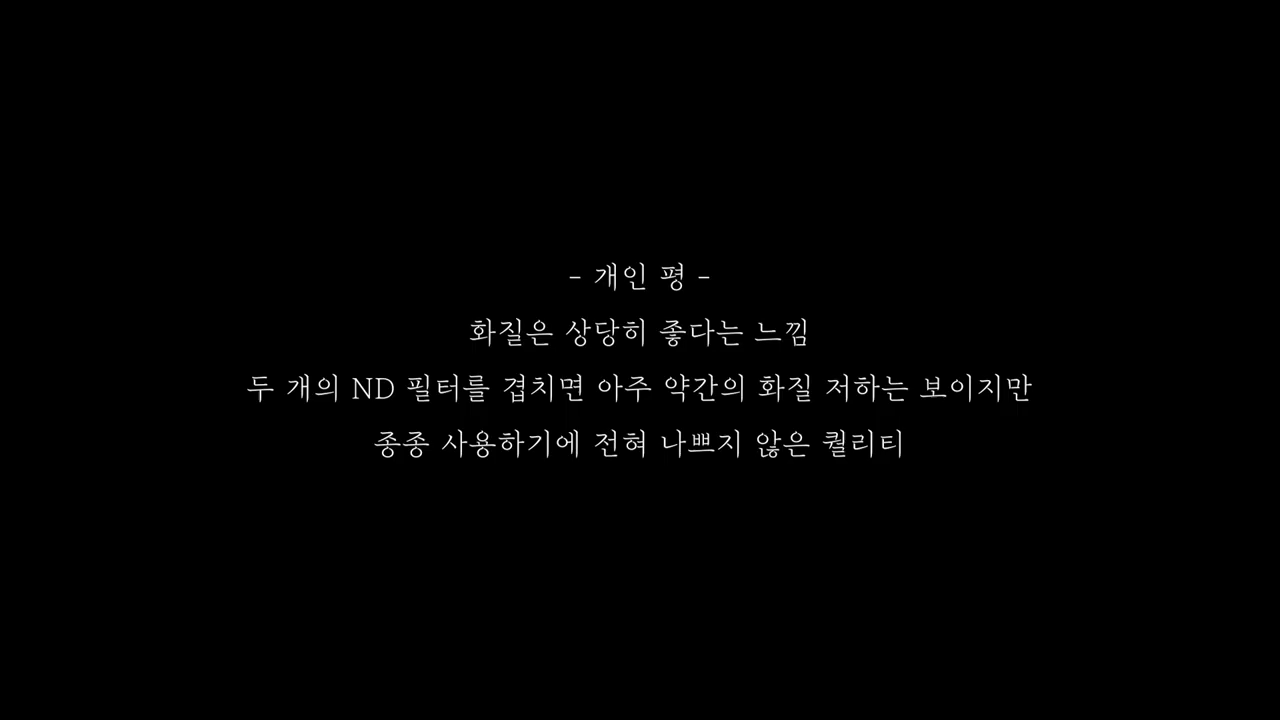 - 개인 평 -
화질은 상당히 좋다는 느낌
두 개의 ND 필터를 겹치면 아주 약간의 화질 저하는 보이지만
종종 사용하기에 전혀 나쁘지 않은 퀄리티